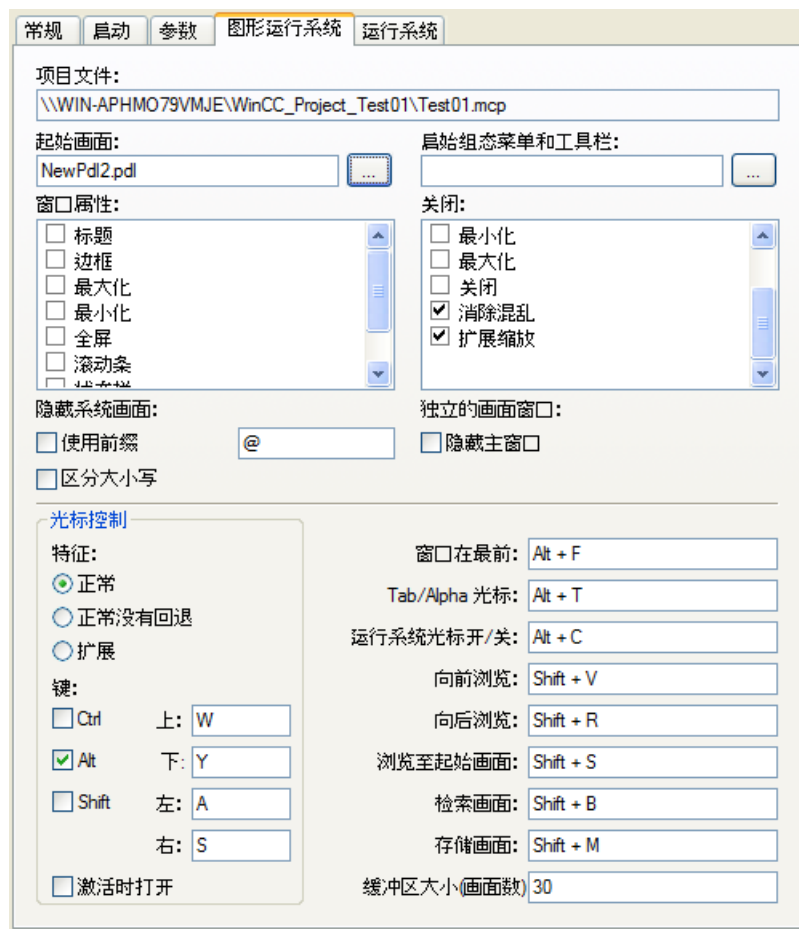 常规 启动 参数 图形运行系统 运行系统
项目文件:
\\WIN-APHMO79VMJE\WinCC_Project_Test01\Test01.mcp
起始画面: 启始组态菜单和工具栏:
NewPdl2.pdl ... ...
窗口属性: 关闭:
标题 最小化
边框 最大化
最大化 关闭
最小化 消除混乱
全屏 扩展缩放
滚动条
隐藏系统画面: 独立的画面窗口:
使用前缀 @ 隐藏主窗口
区分大小写
光标控制
特征: 窗口在最前: Alt + F
正常 Tab/Alpha 光标: Alt + T
正常没有回退 运行系统光标开/关: Alt + C
扩展 向前浏览: Shift + V
键:
Ctrl 上: W 向后浏览: Shift + R
Alt 下: Y 浏览至起始画面: Shift + S
Shift 左: A 检索画面: Shift + B
右: S 存储画面: Shift + M
激活时打开 缓冲区大小(画面数) 30